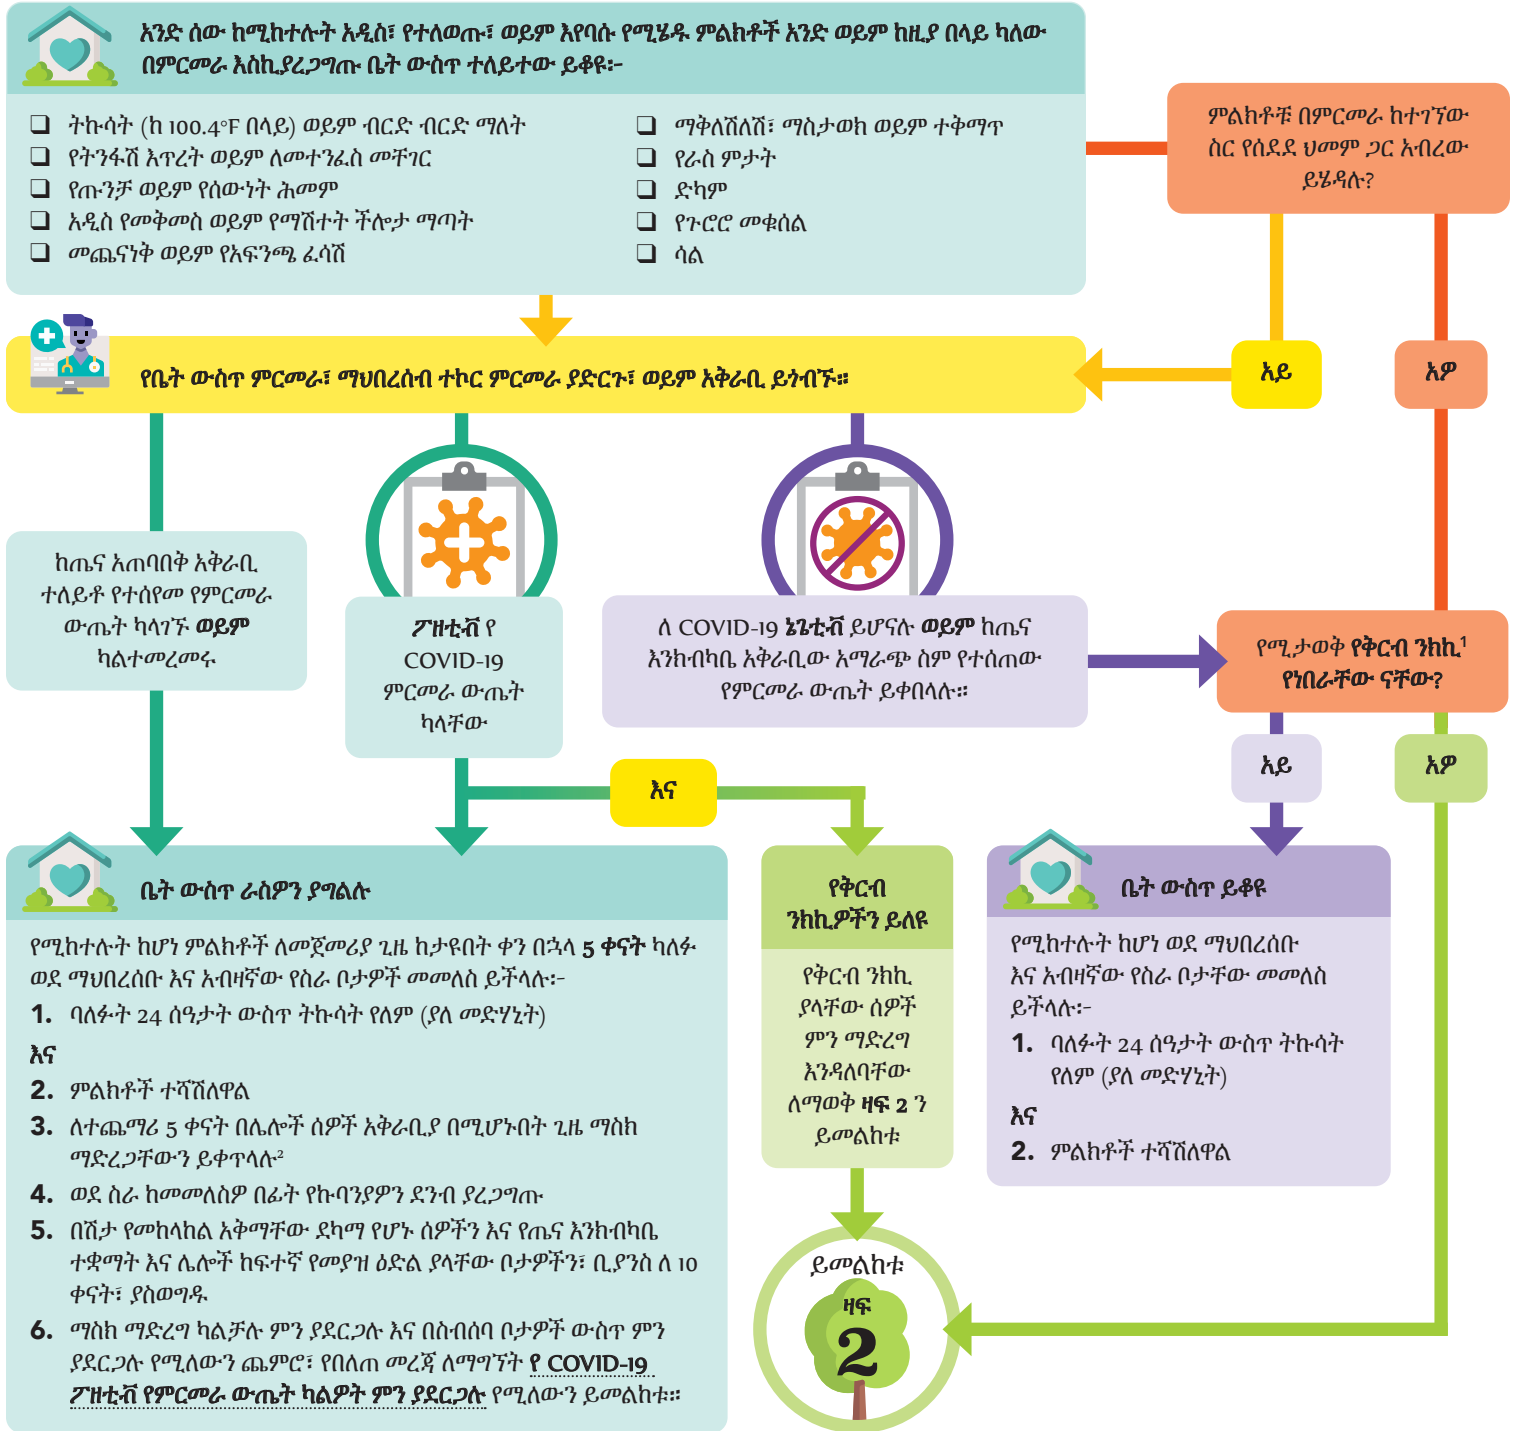 አንድ ሰው ከሚከተሉት አዲስ፣ የተለወጡ፣ ወይም እየባሱ የሚሄዱ ምልክቶች አንድ ወይም ከዚያ በላይ ካለው
በምርመራ እስኪያረጋግጡ ቤት ውስጥ ተለይተው ይቆዩ፦
❑ ትኩሳት (ከ 100.4°F በላይ) ወይም ብርድ ብርድ ማለት
❑ የትንፋሽ እጥረት ወይም ለመተንፈስ መቸገር
❑ የጡንቻ ወይም የሰውነት ሕመም
❑ አዲስ የመቅመስ ወይም የማሽተት ችሎታ ማጣት
❑ መጨናነቅ ወይም የአፍንጫ ፈሳሽ
❑ ማቅለሽለሽ፣ ማስታወክ ወይም ተቅማጥ
❑ የራስ ምታት
❑ ድካም
❑ የጉሮሮ መቁሰል
❑ ሳል
ምልክቶቹ በምርመራ ከተገኘው
ስር የሰደደ ህመም ጋር አብረው
ይሄዳሉ?
አይ
አዎ
የቤት ውስጥ ምርመራ፣ ማህበረሰብ ተኮር ምርመራ ያድርጉ፣ ወይም አቅራቢ ይጎብኙ።
ከጤና አጠባበቅ አቅራቢ
ተለይቶ የተሰየመ የምርመራ
ውጤት ካላገኙ ወይም
ካልተመረመሩ
ፖዘቲቭ የ
COVID-19
ምርመራ ውጤት
ካላቸው
ለ COVID-19 ኔጌቲቭ ይሆናሉ ወይም ከጤና
እንክብካቤ አቅራቢው አማራጭ ስም የተሰጠው
የምርመራ ውጤት ይቀበላሉ።
የሚታወቅ የቅርብ ንክኪ¹
የነበራቸው ናቸው?
አይ
አዎ
እና
ቤት ውስጥ ራስዎን ያግልሉ
የሚከተሉት ከሆነ ምልክቶች ለመጀመሪያ ጊዜ ከታዩበት ቀን በኋላ 5 ቀናት ካለፉ
ወደ ማህበረሰቡ እና አብዛኛው የስራ ቦታዎች መመለስ ይችላሉ፦
1. ባለፉት 24 ሰዓታት ውስጥ ትኩሳት የለም (ያለ መድሃኒት)
እና
2. ምልክቶች ተሻሽለዋል
3. ለተጨማሪ 5 ቀናት በሌሎች ሰዎች አቅራቢያ በሚሆኑበት ጊዜ ማስክ
ማድረጋቸውን ይቀጥላሉ²
4. ወደ ስራ ከመመለስዎ በፊት የኩባንያዎን ደንብ ያረጋግጡ
5. በሽታ የመከላከል አቅማቸው ደካማ የሆኑ ሰዎችን እና የጤና እንክብካቤ
ተቋማት እና ሌሎች ከፍተኛ የመያዝ ዕድል ያላቸው ቦታዎችን፣ ቢያንስ ለ 10
ቀናት፣ ያስወግዱ
6. ማስክ ማድረግ ካልቻሉ ምን ያደርጋሉ እና በስብሰባ ቦታዎች ውስጥ ምን
ያደርጋሉ የሚለውን ጨምሮ፣ የበለጠ መረጃ ለማግኘት የ COVID-19
ፖዘቲቭ የምርመራ ውጤት ካልዎት ምን ያደርጋሉ የሚለውን ይመልከቱ።
የቅርብ
ንክኪዎችን ይለዩ
የቅርብ ንክኪ
ያላቸው ሰዎች
ምን ማድረግ
እንዳለባቸው
ለማወቅ ዛፍ 2 ን
ይመልከቱ
ይመልከቱ
ዛፍ
2
ቤት ውስጥ ይቆዩ
የሚከተሉት ከሆነ ወደ ማህበረሰቡ
እና አብዛኛው የስራ ቦታቸው መመለስ
ይችላሉ፦
1. ባለፉት 24 ሰዓታት ውስጥ ትኩሳት
የለም (ያለ መድሃኒት)
እና
2. ምልክቶች ተሻሽለዋል